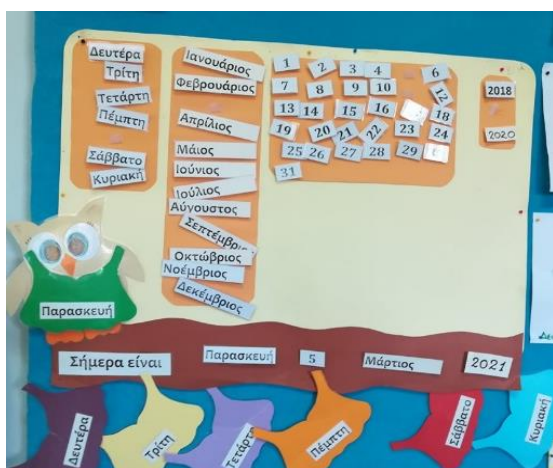 Δευτέρα
Τρίτη
Τετάρτη
Πέμπτη
Σάββατο
Κυριακή
Ιανουάριος
Φεβρουάριος
Απρίλιος
Μάιος
Ιούνιος
Ιούλιος
Αύγουστος
Σεπτέμβριος
Οκτώβριος
Νοέμβριος
Δεκέμβριος
1 2 3 4 6
7 8 9 10 12
13 14 15 16 18
19 20 21 22 23 24
25 26 27 28 29
31
2018
2020
Παρασκευή
Σήμερα είναι Παρασκευή 5 Μάρτιος 2021
Δευτέρα
Τρίτη
Τετάρτη
Πέμπτη
Σάββατο
Κυριακή